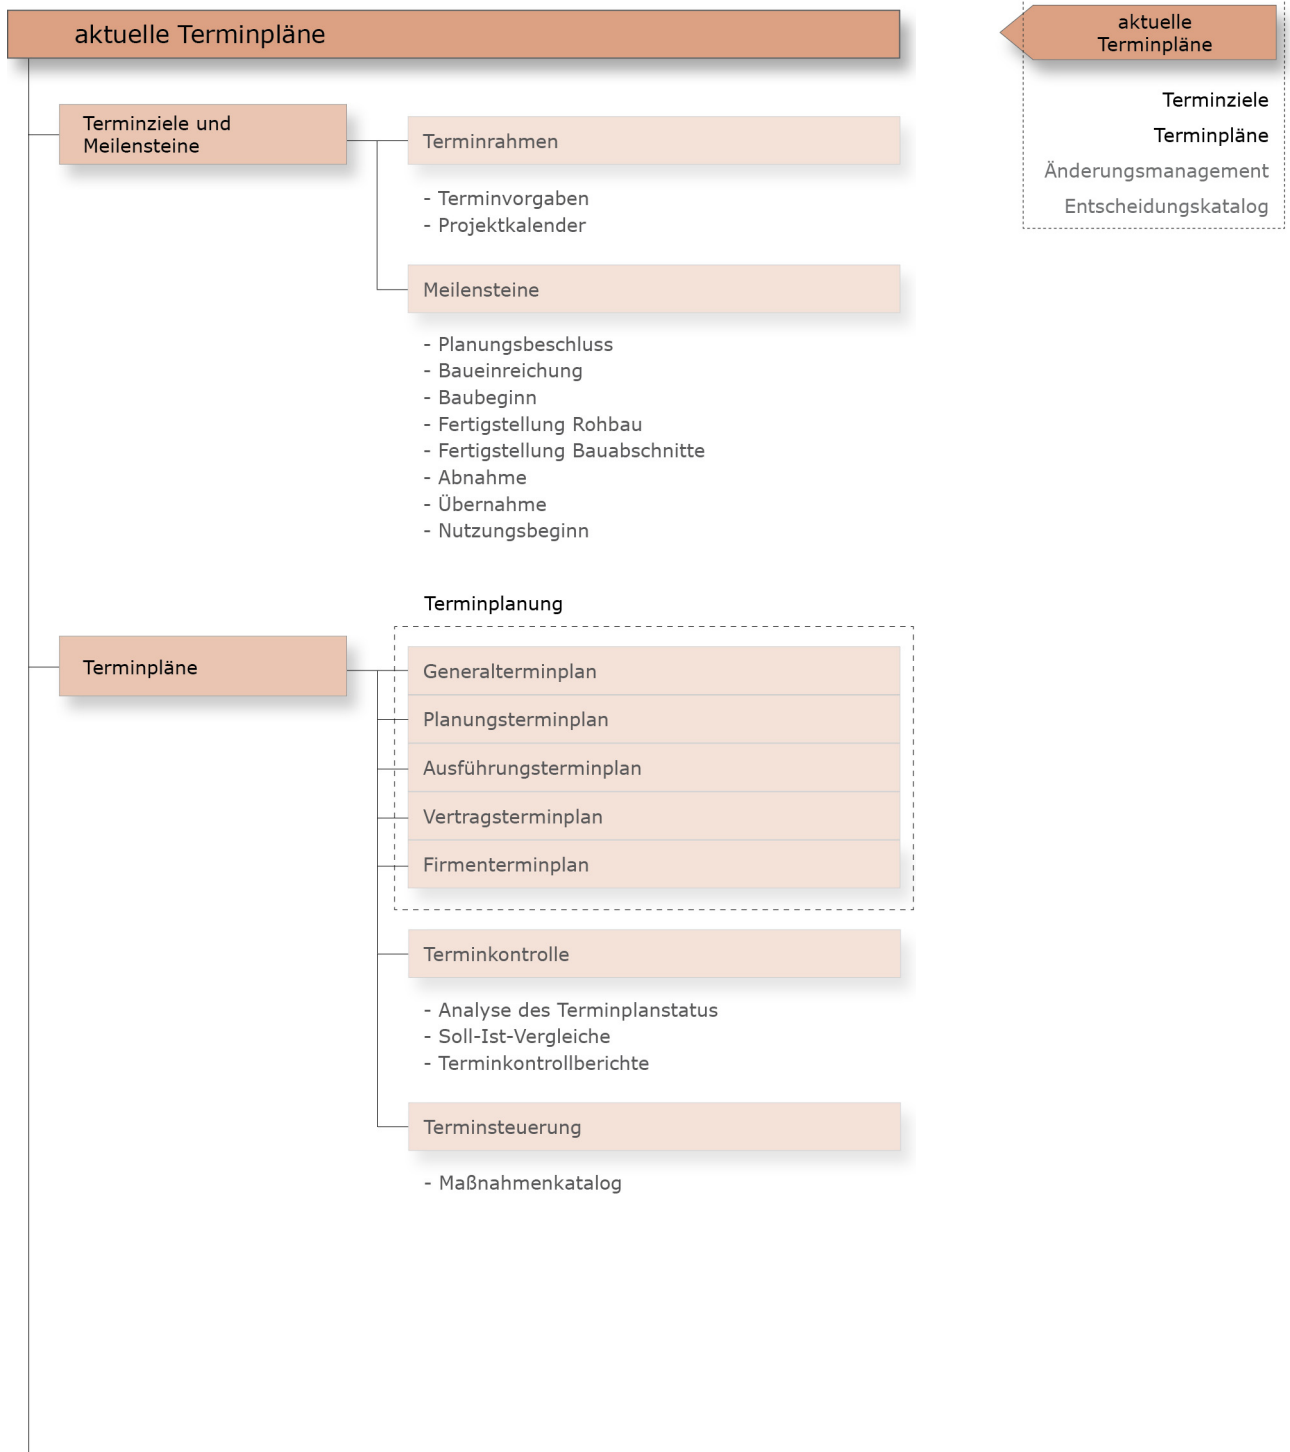 aktuelle Terminpläne
Terminziele und
Meilensteine
Terminrahmen
- Terminvorgaben
- Projektkalender
Meilensteine
- Planungsbeschluss
- Baueinreichung
- Baubeginn
- Fertigstellung Rohbau
- Fertigstellung Bauabschnitte
- Abnahme
- Übernahme
- Nutzungsbeginn
Terminplanung
Terminpläne
Generalterminplan
Planungsterminplan
Ausführungsterminplan
Vertragsterminplan
Firmenterminplan
Terminkontrolle
- Analyse des Terminplanstatus
- Soll-Ist-Vergleiche
- Terminkontrollberichte
Terminsteuerung
- Maßnahmenkatalog
aktuelle
Terminpläne
Terminziele
Terminpläne
Änderungsmanagement
Entscheidungskatalog